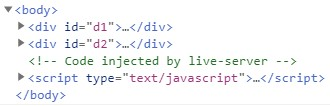 ▼<body>
▶<div id="d1">…</div>
▶<div id="d2">…</div>
<!-- Code injected by live-server -->
▶<script type="text/javascript">…</script>
</body>